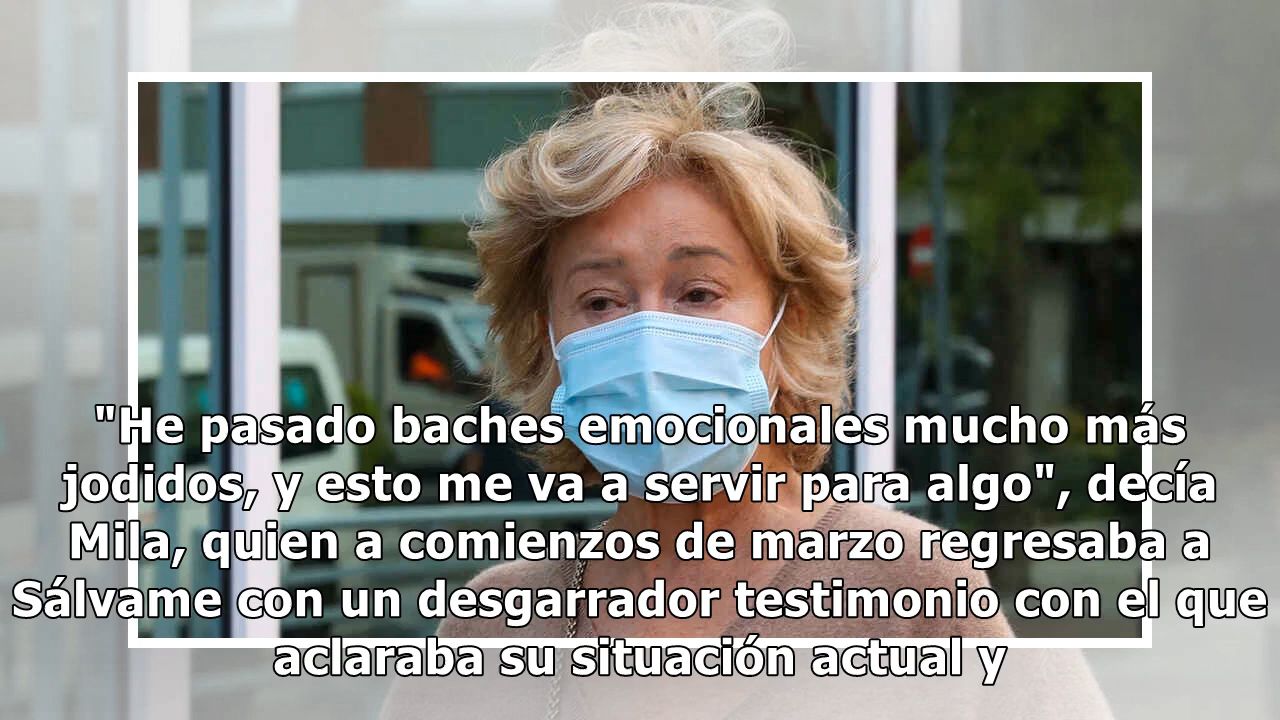 "He pasado baches emocionales mucho más
jodidos, y esto me va a servir para algo", decía
Mila, quien a comienzos de marzo regresaba a
Sálvame con un desgarrador testimonio con el que
aclaraba su situación actual y